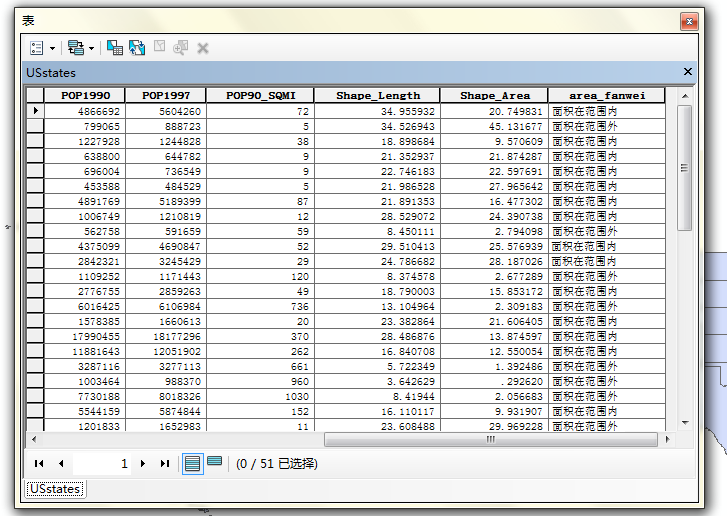 表
USstates
POP1990 POP1997 POP90_SQMI Shape_Length Shape_Area area_fanwei
4866692 5604260 72 34.955932 20.749831 面积在范围内
799065 888723 5 34.526943 45.131677 面积在范围外
1227928 1244828 38 18.898684 9.570609 面积在范围内
638800 644782 9 21.352937 21.874287 面积在范围内
696004 736549 9 22.746183 22.597691 面积在范围内
453588 484529 5 21.986528 27.965642 面积在范围内
4891769 5189399 87 21.891353 16.477302 面积在范围内
1006749 1210819 12 28.529072 24.390738 面积在范围内
562758 591659 59 8.450111 2.794098 面积在范围外
4375099 4690847 52 29.510413 25.576939 面积在范围内
2842321 3245429 29 24.786682 28.187026 面积在范围内
1109252 1171443 120 8.374578 2.677289 面积在范围外
2776755 2859263 49 18.790003 15.853172 面积在范围内
6016425 6106984 736 13.104964 2.309183 面积在范围外
1578385 1660613 20 23.382864 21.606405 面积在范围内
17990455 18177296 370 28.486876 13.874597 面积在范围内
11881643 12051902 262 16.840708 12.550054 面积在范围内
3287116 3277113 661 5.722349 1.392486 面积在范围外
1003464 988370 960 3.642629 .292620 面积在范围外
7730188 8018326 1030 8.41944 2.056683 面积在范围外
5544159 5874844 152 16.110117 9.931907 面积在范围内
1201833 1652983 11 23.608488 29.969228 面积在范围外
1 (0 / 51 已选择)
USstates